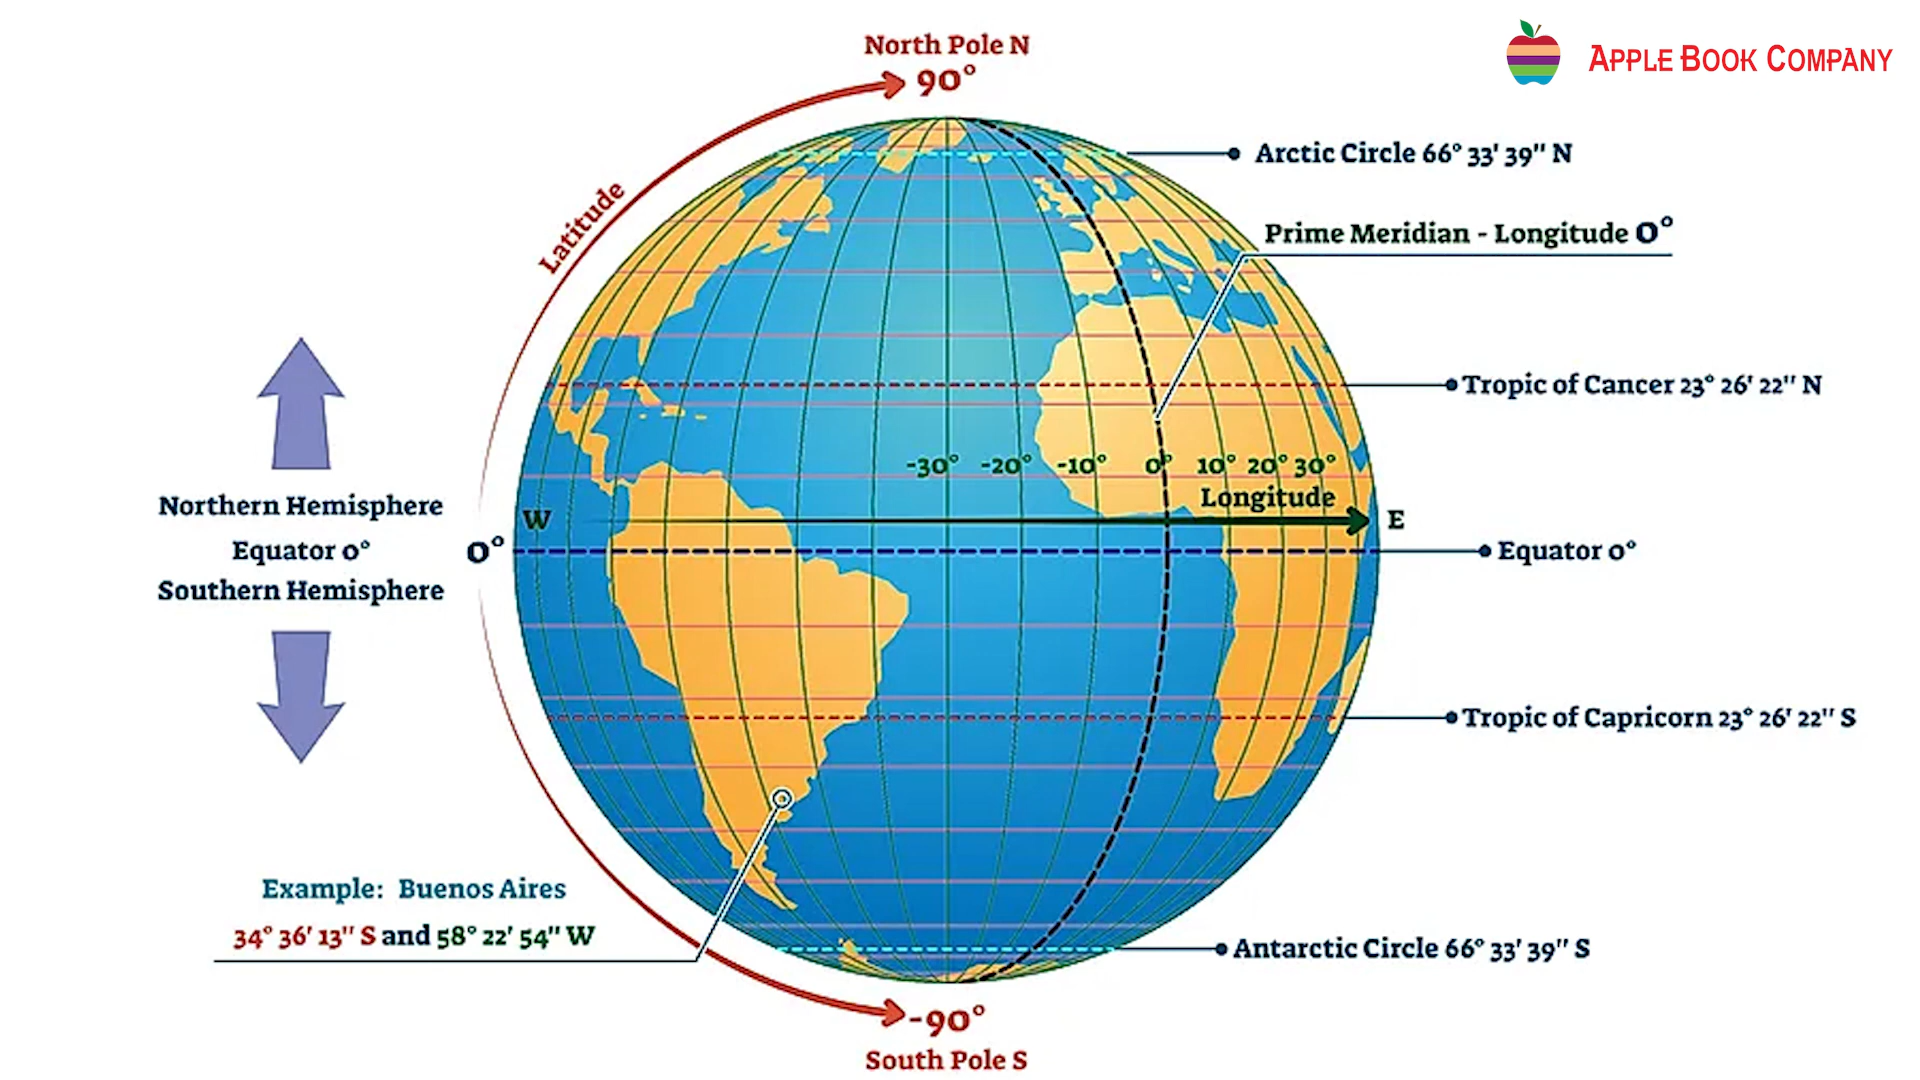 North Pole N
90°
APPLE BOOK COMPANY
Arctic Circle 66° 33' 39" N
Latitude
Prime Meridian - Longitude 0°
Tropic of Cancer 23° 26' 22" N
-30° -20° -10° 0° 10° 20° 30°
Longitude
W
E
Northern Hemisphere
Equator 0°
Southern Hemisphere
0°
Equator 0°
Tropic of Capricorn 23° 26' 22" S
Example: Buenos Aires
34° 36' 13" S and 58° 22' 54" W
Antarctic Circle 66° 33' 39" S
-90°
South Pole S